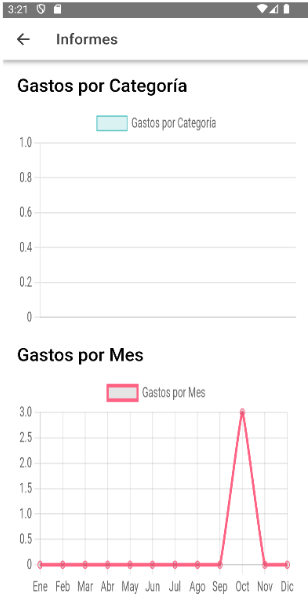 3:21
Informes
Gastos por Categoría
Gastos por Categoría
1.0
0.8
0.6
0.4
0.2
0
Gastos por Mes
Gastos por Mes
3.0
2.5
2.0
1.5
1.0
0.5
0
Ene Feb Mar Abr May Jun Jul Ago Sep Oct Nov Dic